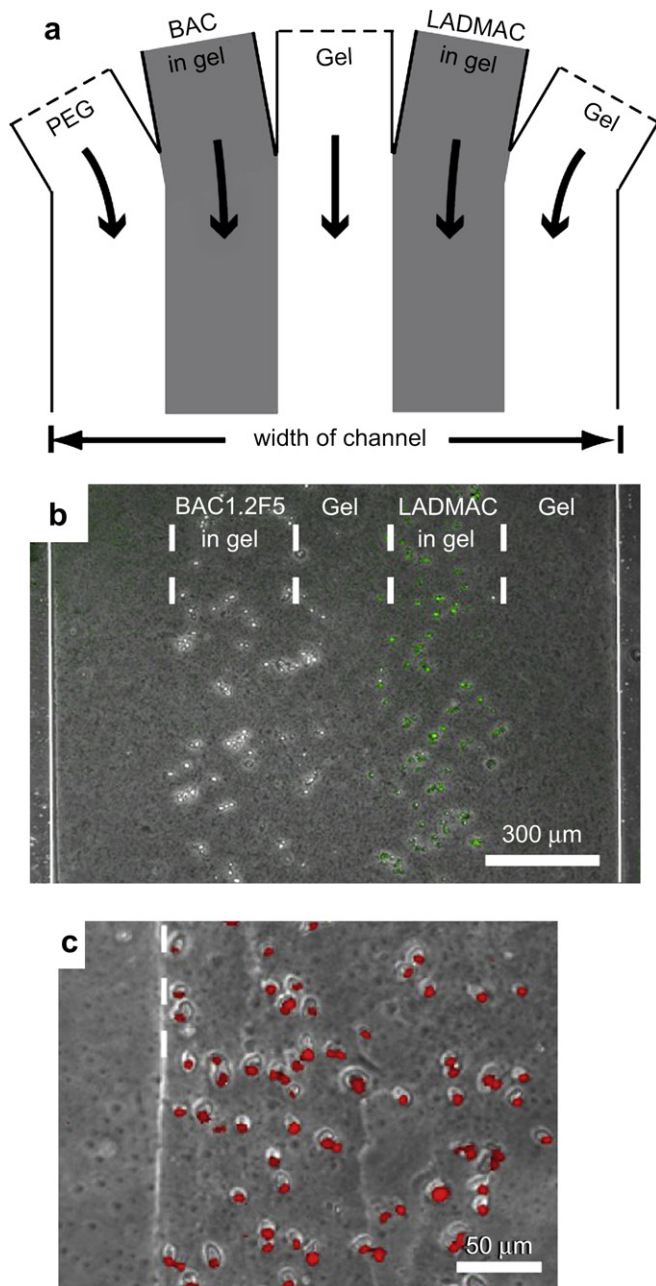 a
BAC
in gel
PEG
Gel
LADMAC
in gel
Gel
width of channel
b
BAC1.2F5
in gel
Gel
LADMAC
in gel
Gel
300 μm
c
50 μm